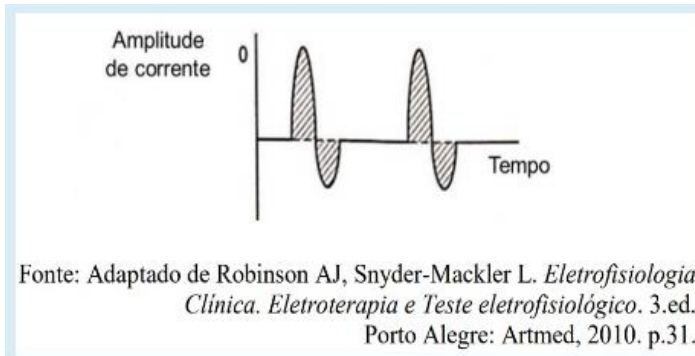 Amplitude
de corrente
0
Tempo
Fonte: Adaptado de Robinson AJ, Snyder-Mackler L. Eletrofisiologia
Clínica. Eletroterapia e Teste eletrofisiológico. 3.ed.
Porto Alegre: Artmed, 2010. p.31.